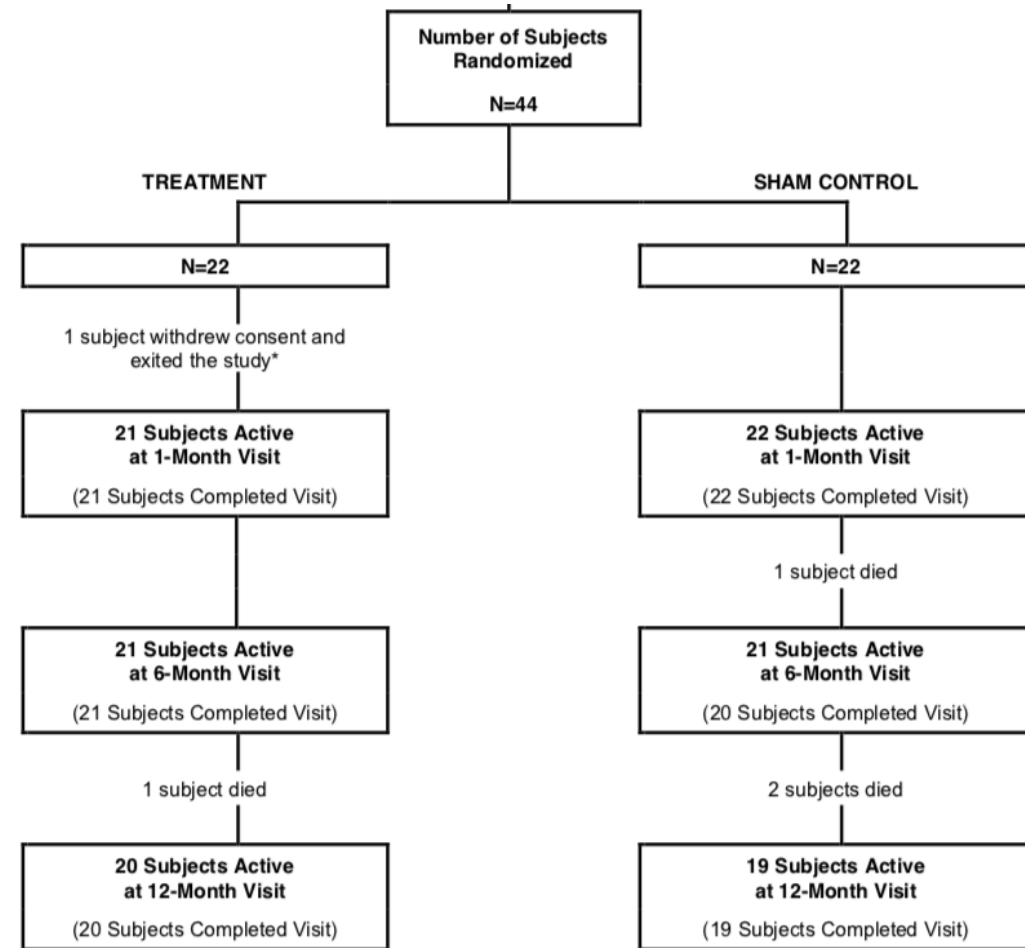 Number of Subjects
Randomized
N=44
TREATMENT
SHAM CONTROL
N=22
N=22
1 subject withdrew consent and
exited the study*
21 Subjects Active
at 1-Month Visit
(21 Subjects Completed Visit)
22 Subjects Active
at 1-Month Visit
(22 Subjects Completed Visit)
1 subject died
21 Subjects Active
at 6-Month Visit
(21 Subjects Completed Visit)
21 Subjects Active
at 6-Month Visit
(20 Subjects Completed Visit)
1 subject died
2 subjects died
20 Subjects Active
at 12-Month Visit
(20 Subjects Completed Visit)
19 Subjects Active
at 12-Month Visit
(19 Subjects Completed Visit)